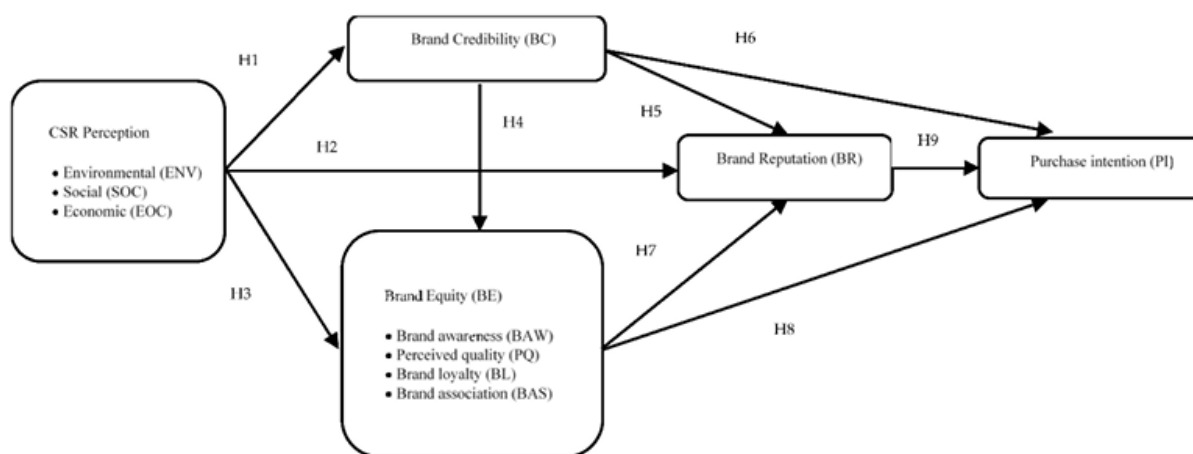 H6
Brand Credibility (BC)
H1
H5
H4
CSR Perception
H2
H9
Brand Reputation (BR)
Purchase intention (PI)
• Environmental (ENV)
• Social (SOC)
• Economic (EOC)
H7
H3
Brand Equity (BE)
H8
• Brand awareness (BAW)
• Perceived quality (PQ)
• Brand loyalty (BL)
• Brand association (BAS)